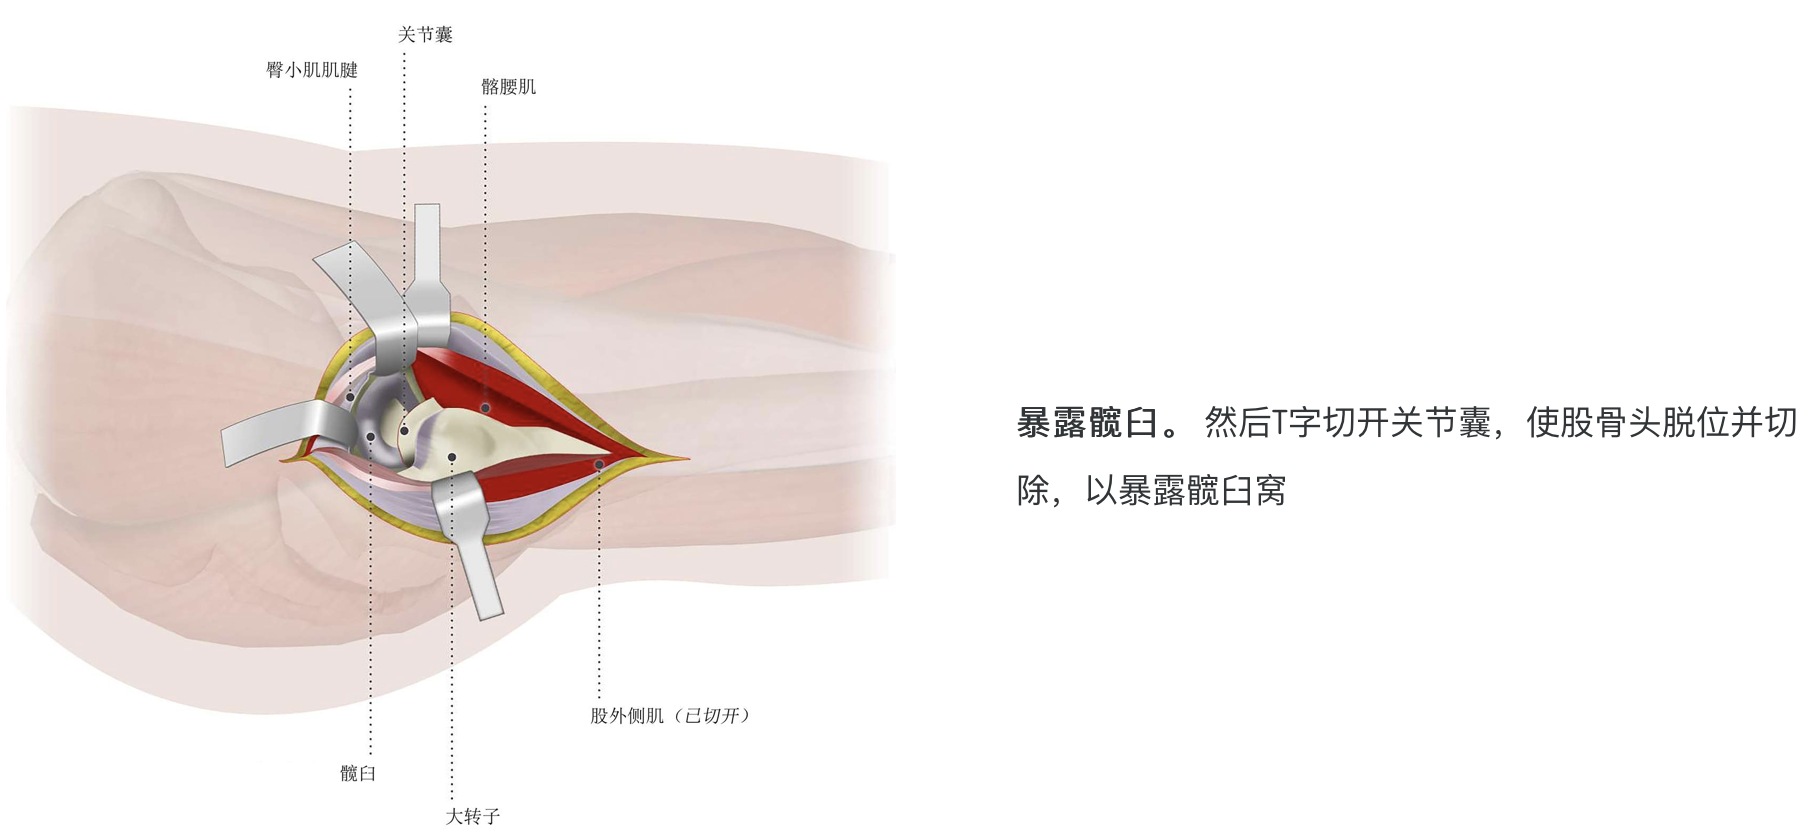 关节囊
臀小肌肌腱
髂腰肌
股外侧肌（已切开）
髋臼
大转子
暴露髋臼。 然后T字切开关节囊，使股骨头脱位并切
除，以暴露髋臼窝